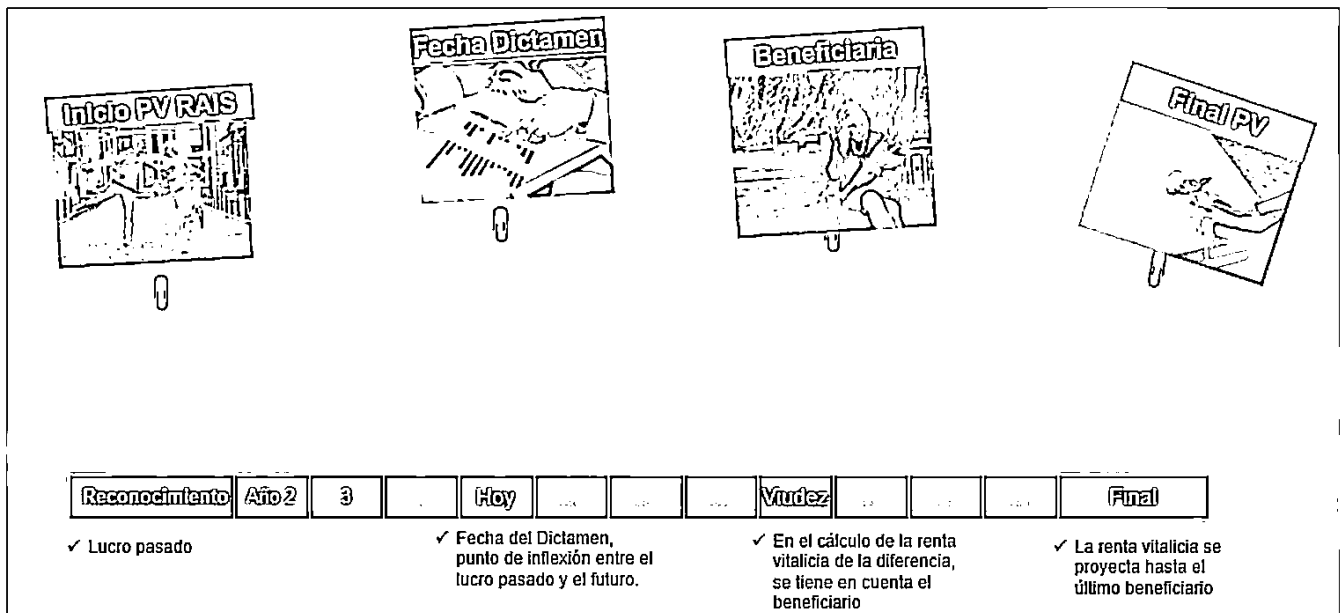 Inicio PV RAIS
Fecha Dictamen
Beneficiaria
Final PV
Reconocimiento Año 2 3 Hoy Viudez Final
✓ Lucro pasado
✓ Fecha del Dictamen,
punto de inflexión entre el
lucro pasado y el futuro.
✓ En el cálculo de la renta
vitalicia de la diferencia,
se tiene en cuenta el
beneficiario
✓ La renta vitalicia se
proyecta hasta el
último beneficiario